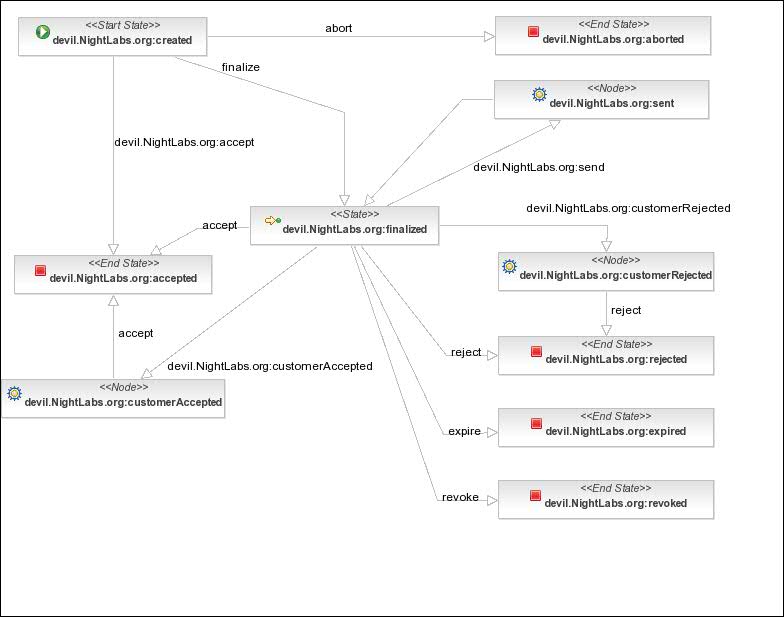 <<Start State>>
devil.NightLabs.org:created
abort
<<End State>>
devil.NightLabs.org:aborted
finalize
<<Node>>
devil.NightLabs.org:sent
devil.NightLabs.org:accept
devil.NightLabs.org:send
<<State>>
devil.NightLabs.org:finalized
devil.NightLabs.org:customerRejected
accept
<<End State>>
devil.NightLabs.org:accepted
<<Node>>
devil.NightLabs.org:customerRejected
reject
accept
<<End State>>
devil.NightLabs.org:rejected
reject
devil.NightLabs.org:customerAccepted
<<Node>>
devil.NightLabs.org:customerAccepted
expire
<<End State>>
devil.NightLabs.org:expired
revoke
<<End State>>
devil.NightLabs.org:revoked